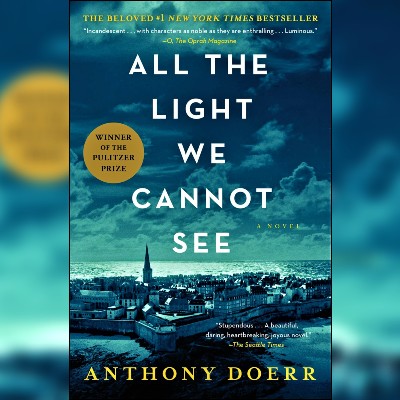 THE BELOVED #1 NEW YORK TIMES BESTSELLER
"Incandescent . . . with characters as noble as they are enthralling . . . Luminous."
—O, The Oprah Magazine
ALL THE
LIGHT
WINNER
OF THE
PULITZER
PRIZE
WE
CANNOT
SEE
A NOVEL
"Stupendous . . . A beautiful,
daring, heartbreaking, joyous novel."
—The Seattle Times
ANTHONY DOERR